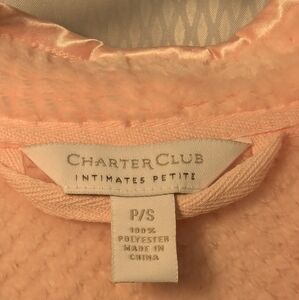 CHARTER CLUB
INTIMATES PETITE
P/S
100%
POLYESTER
MADE IN
CHINA